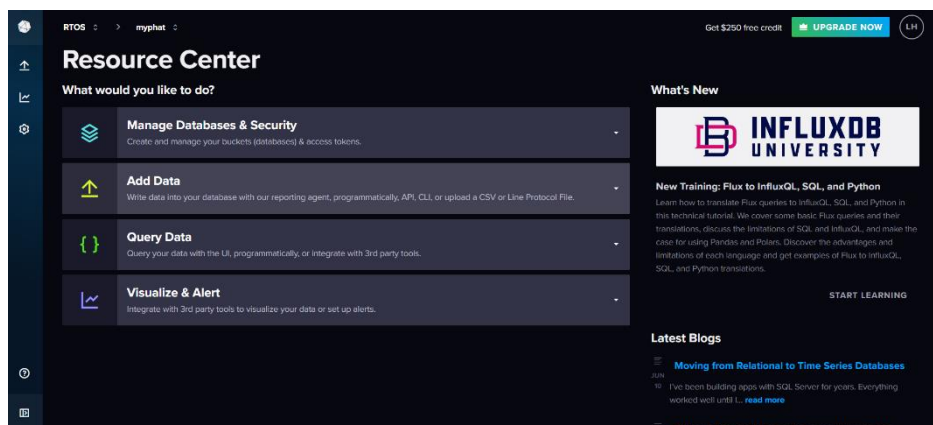 RTOS > myphat
Get $250 free credit
UPGRADE NOW
LH
Resource Center
What would you like to do?
Manage Databases & Security
Create and manage your buckets (databases) & access tokens.
Add Data
Write data into your database with our reporting agent, programmatically, API, CLI, or upload a CSV or Line Protocol File.
Query Data
Query your data with the UI, programmatically, or integrate with 3rd party tools.
Visualize & Alert
Integrate with 3rd party tools to visualize your data or set up alerts.
What's New
INFLUXDB
UNIVERSITY
New Training: Flux to InfluxQL, SQL, and Python
Learn how to translate Flux queries to InfluxQL, SQL, and Python in
this technical tutorial. We cover some basic Flux queries and their
translations, discuss the limitations of SQL and InfluxQL, and make the
case for using Pandas and Polars. Discover the advantages and
limitations of each language and get examples of Flux to InfluxQL,
SQL, and Python translations.
START LEARNING
Latest Blogs
JUN
10
Moving from Relational to Time Series Databases
I've been building apps with SQL Server for years. Everything
worked well until I... read more